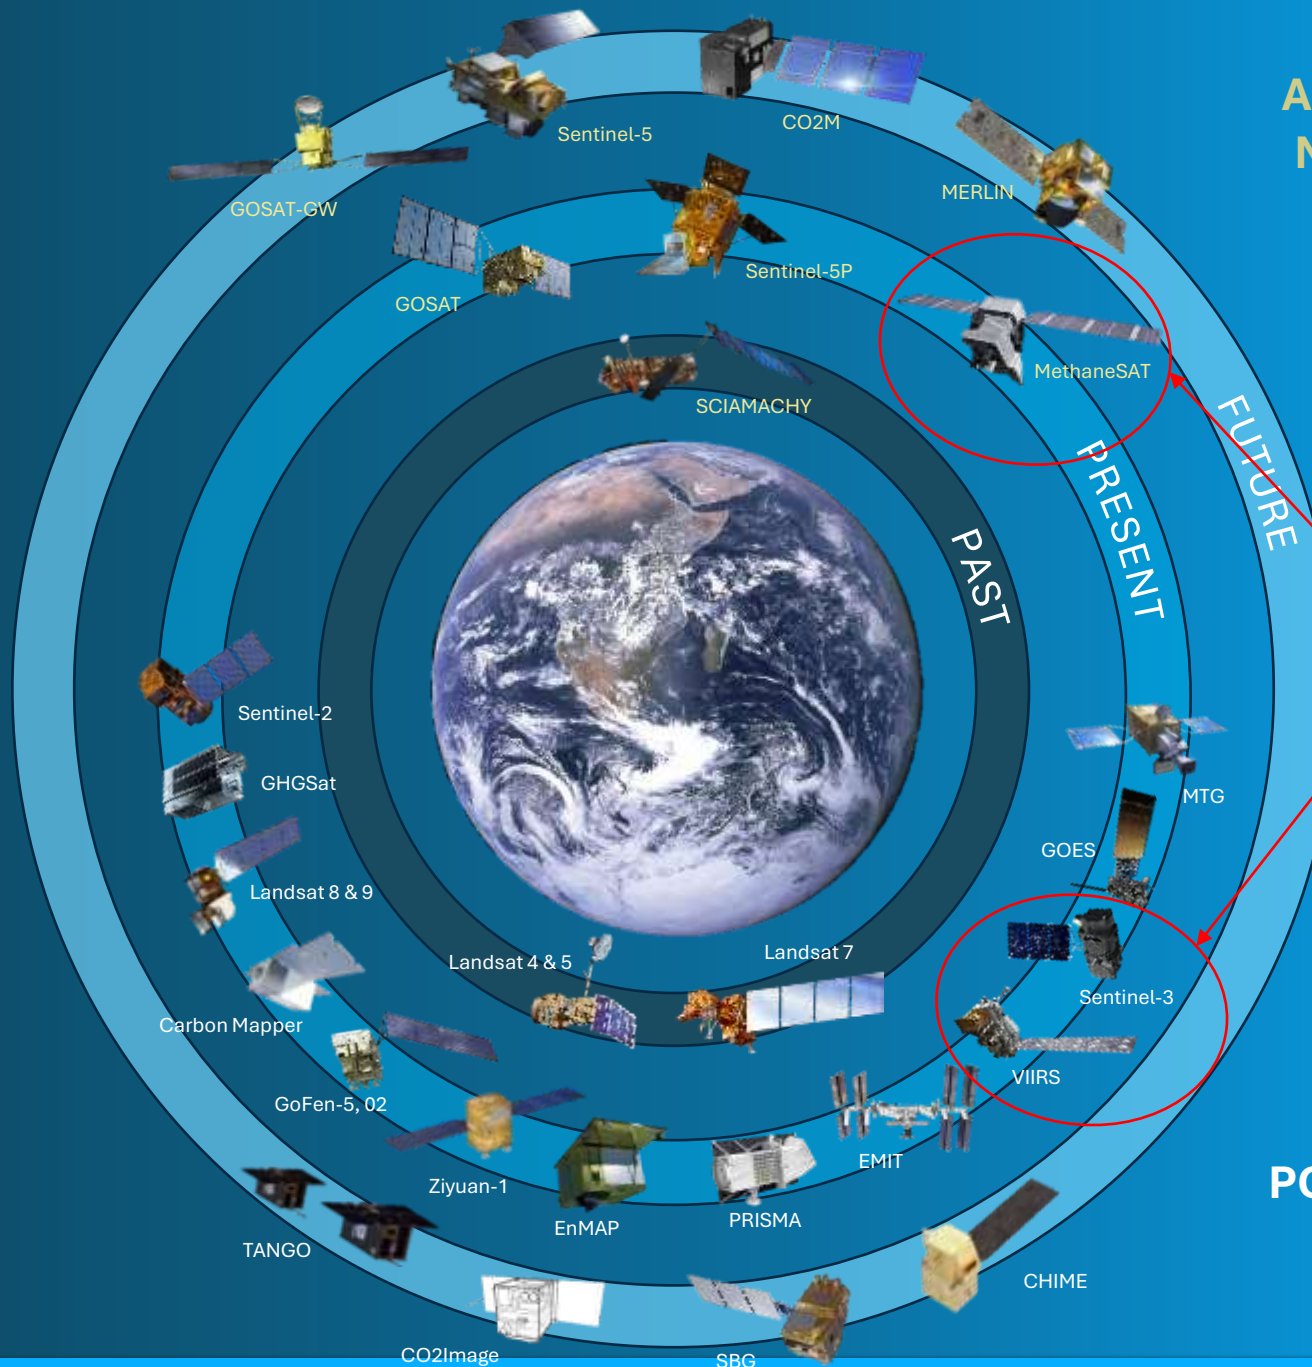 Sentinel-5
CO2M
MERLIN
GOSAT-GW
Sentinel-5P
GOSAT
MethaneSAT
SCIAMACHY
FUTURE
PRESENT
PAST
Sentinel-2
GHGSat
MTG
GOES
Landsat 8 & 9
Landsat 4 & 5
Landsat 7
Sentinel-3
Carbon Mapper
VIIRS
GoFen-5, 02
EMIT
Ziyuan-1
EnMAP
PRISMA
TANGO
CHIME
CO2Image
SBG